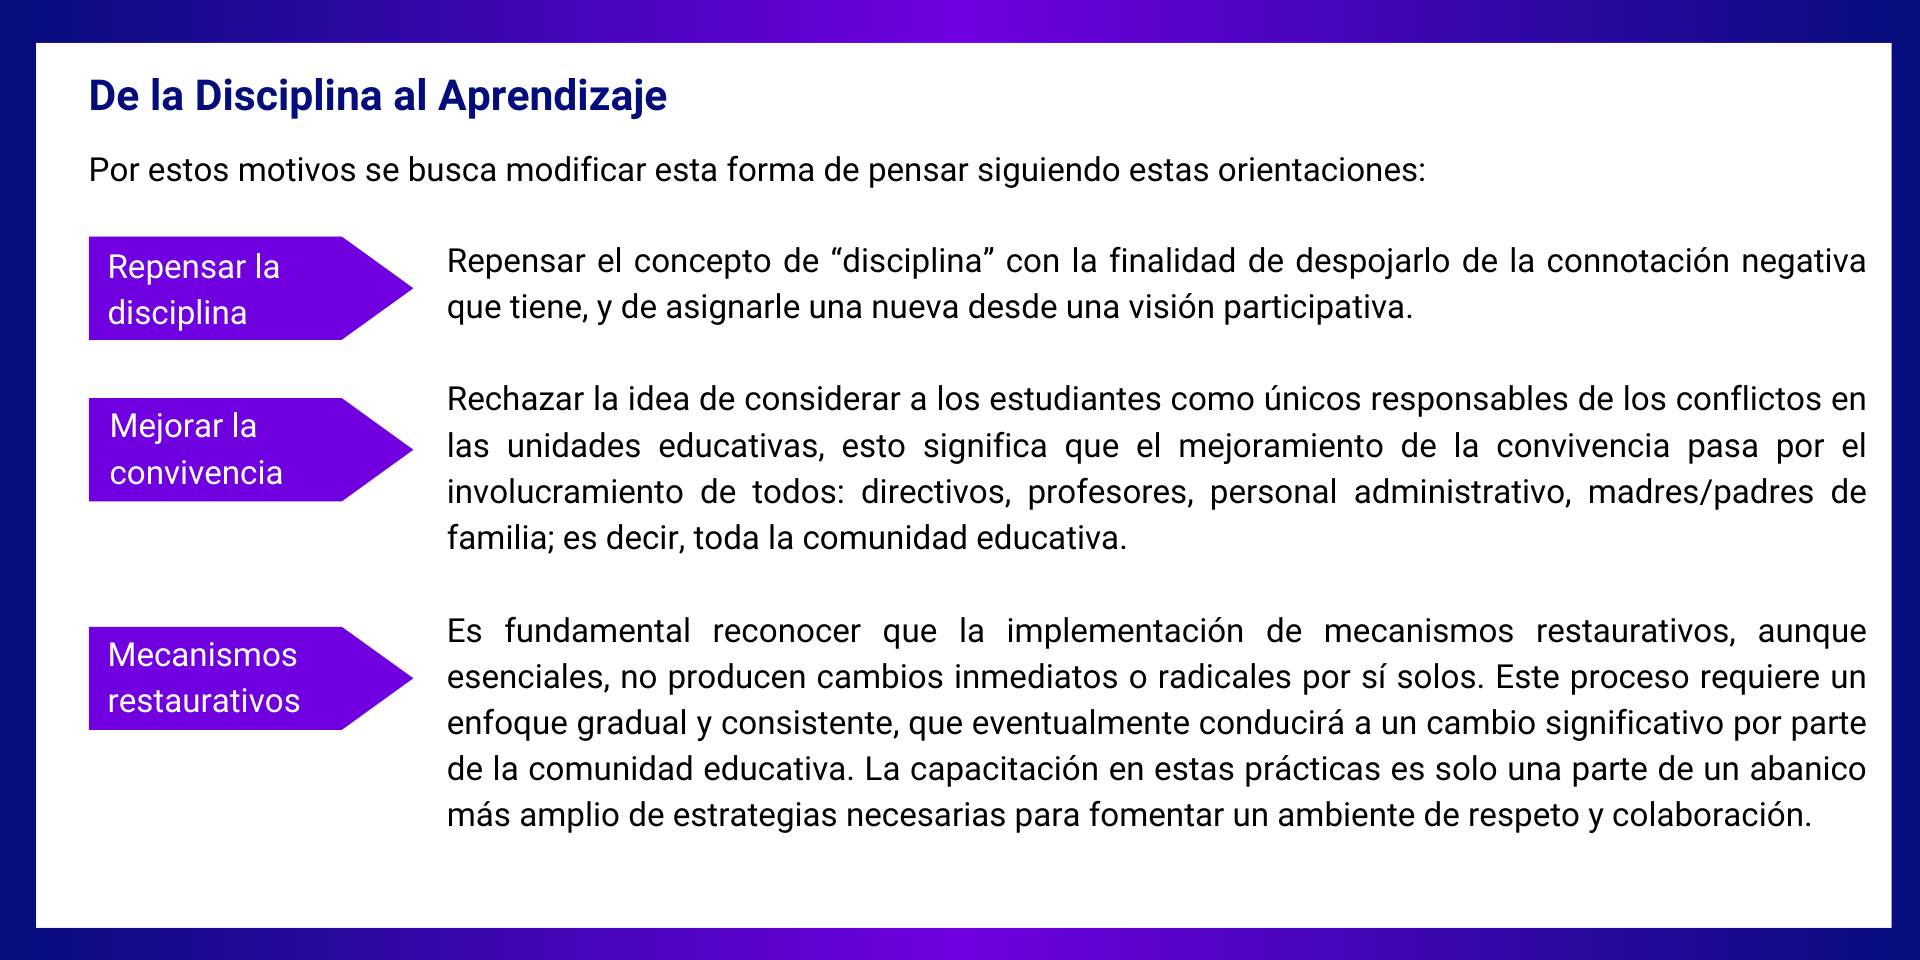 De la Disciplina al Aprendizaje
Por estos motivos se busca modificar esta forma de pensar siguiendo estas orientaciones:
Repensar la
disciplina
Repensar el concepto de “disciplina” con la finalidad de despojarlo de la connotación negativa
que tiene, y de asignarle una nueva desde una visión participativa.
Mejorar la
convivencia
Rechazar la idea de considerar a los estudiantes como únicos responsables de los conflictos en
las unidades educativas, esto significa que el mejoramiento de la convivencia pasa por el
involucramiento de todos: directivos, profesores, personal administrativo, madres/padres de
familia; es decir, toda la comunidad educativa.
Mecanismos
restaurativos
Es fundamental reconocer que la implementación de mecanismos restaurativos, aunque
esenciales, no producen cambios inmediatos o radicales por sí solos. Este proceso requiere un
enfoque gradual y consistente, que eventualmente conducirá a un cambio significativo por parte
de la comunidad educativa. La capacitación en estas prácticas es solo una parte de un abanico
más amplio de estrategias necesarias para fomentar un ambiente de respeto y colaboración.